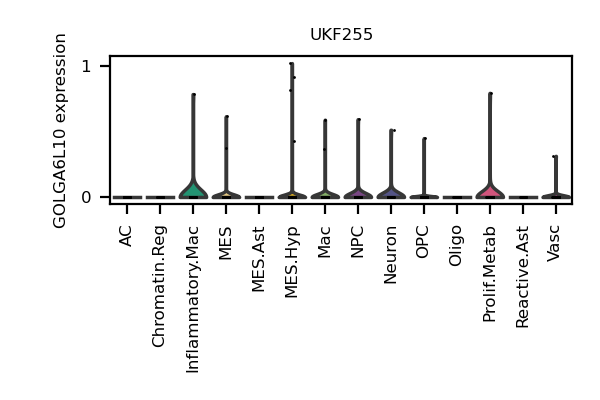 UKF255
GOLGA6L10 expression
1
0
AC
Chromatin.Reg
Inflammatory.Mac
MES
MES.Ast
MES.Hyp
Mac
NPC
Neuron
OPC
Oligo
Prolif.Metab
Reactive.Ast
Vasc